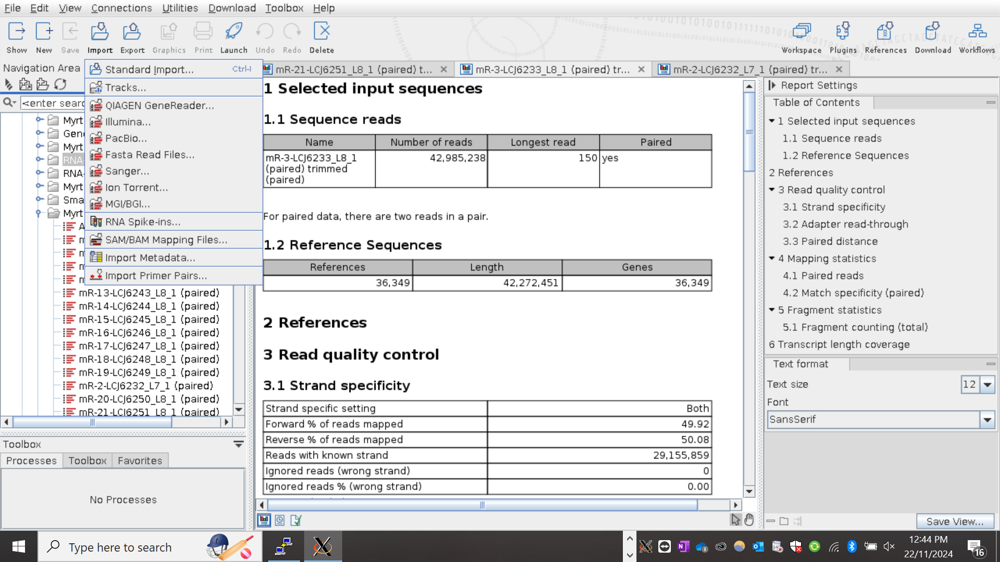 File Edit View Connections Utilities Download Toolbox Help
Show New Save Import Export Graphics Print Launch Undo Redo Delete
Workspace Plugins References Download Workflows
Navigation Area
<enter searc
Standard Import... Ctrl-I
Tracks...
QIAGEN GeneReader...
Illumina...
PacBio...
Fasta Read Files...
Sanger...
Ion Torrent...
MGI/BGI...
RNA Spike-ins...
SAM/BAM Mapping Files...
Import Metadata...
Import Primer Pairs...
Myrt
Gen
Myrt
RNA-
RNA-
Myrt
Sma
Myrt
mR-13-LCJ6243_L8_1 (paired)
mR-14-LCJ6244_L8_1 (paired)
mR-15-LCJ6245_L8_1 (paired)
mR-16-LCJ6246_L8_1 (paired)
mR-17-LCJ6247_L8_1 (paired)
mR-18-LCJ6248_L8_1 (paired)
mR-19-LCJ6249_L8_1 (paired)
mR-2-LCJ6232_L7_1 (paired)
mR-20-LCJ6250_L8_1 (paired)
mR-21-LCJ6251_L8_1 (paired)
Toolbox
Processes Toolbox Favorites
No Processes
mR-21-LCJ6251_L8_1 (paired) t... mR-3-LCJ6233_L8_1 (paired) tr... mR-2-LCJ6232_L7_1 (paired) tr...
1 Selected input sequences
1.1 Sequence reads
Name Number of reads Longest read Paired
mR-3-LCJ6233_L8_1 42,985,238 150 yes
(paired) trimmed
(paired)
For paired data, there are two reads in a pair.
1.2 Reference Sequences
References Length Genes
36,349 42,272,451 36,349
2 References
3 Read quality control
3.1 Strand specificity
Strand specific setting Both
Forward % of reads mapped 49.92
Reverse % of reads mapped 50.08
Reads with known strand 29,155,859
Ignored reads (wrong strand) 0
Ignored reads % (wrong strand) 0.00
Report Settings
Table of Contents
1 Selected input sequences
1.1 Sequence reads
1.2 Reference Sequences
2 References
3 Read quality control
3.1 Strand specificity
3.2 Adapter read-through
3.3 Paired distance
4 Mapping statistics
4.1 Paired reads
4.2 Match specificity (paired)
5 Fragment statistics
5.1 Fragment counting (total)
6 Transcript length coverage
Text format
Text size 12
Font
SansSerif
Save View...
Type here to search
12:44 PM
22/11/2024
16